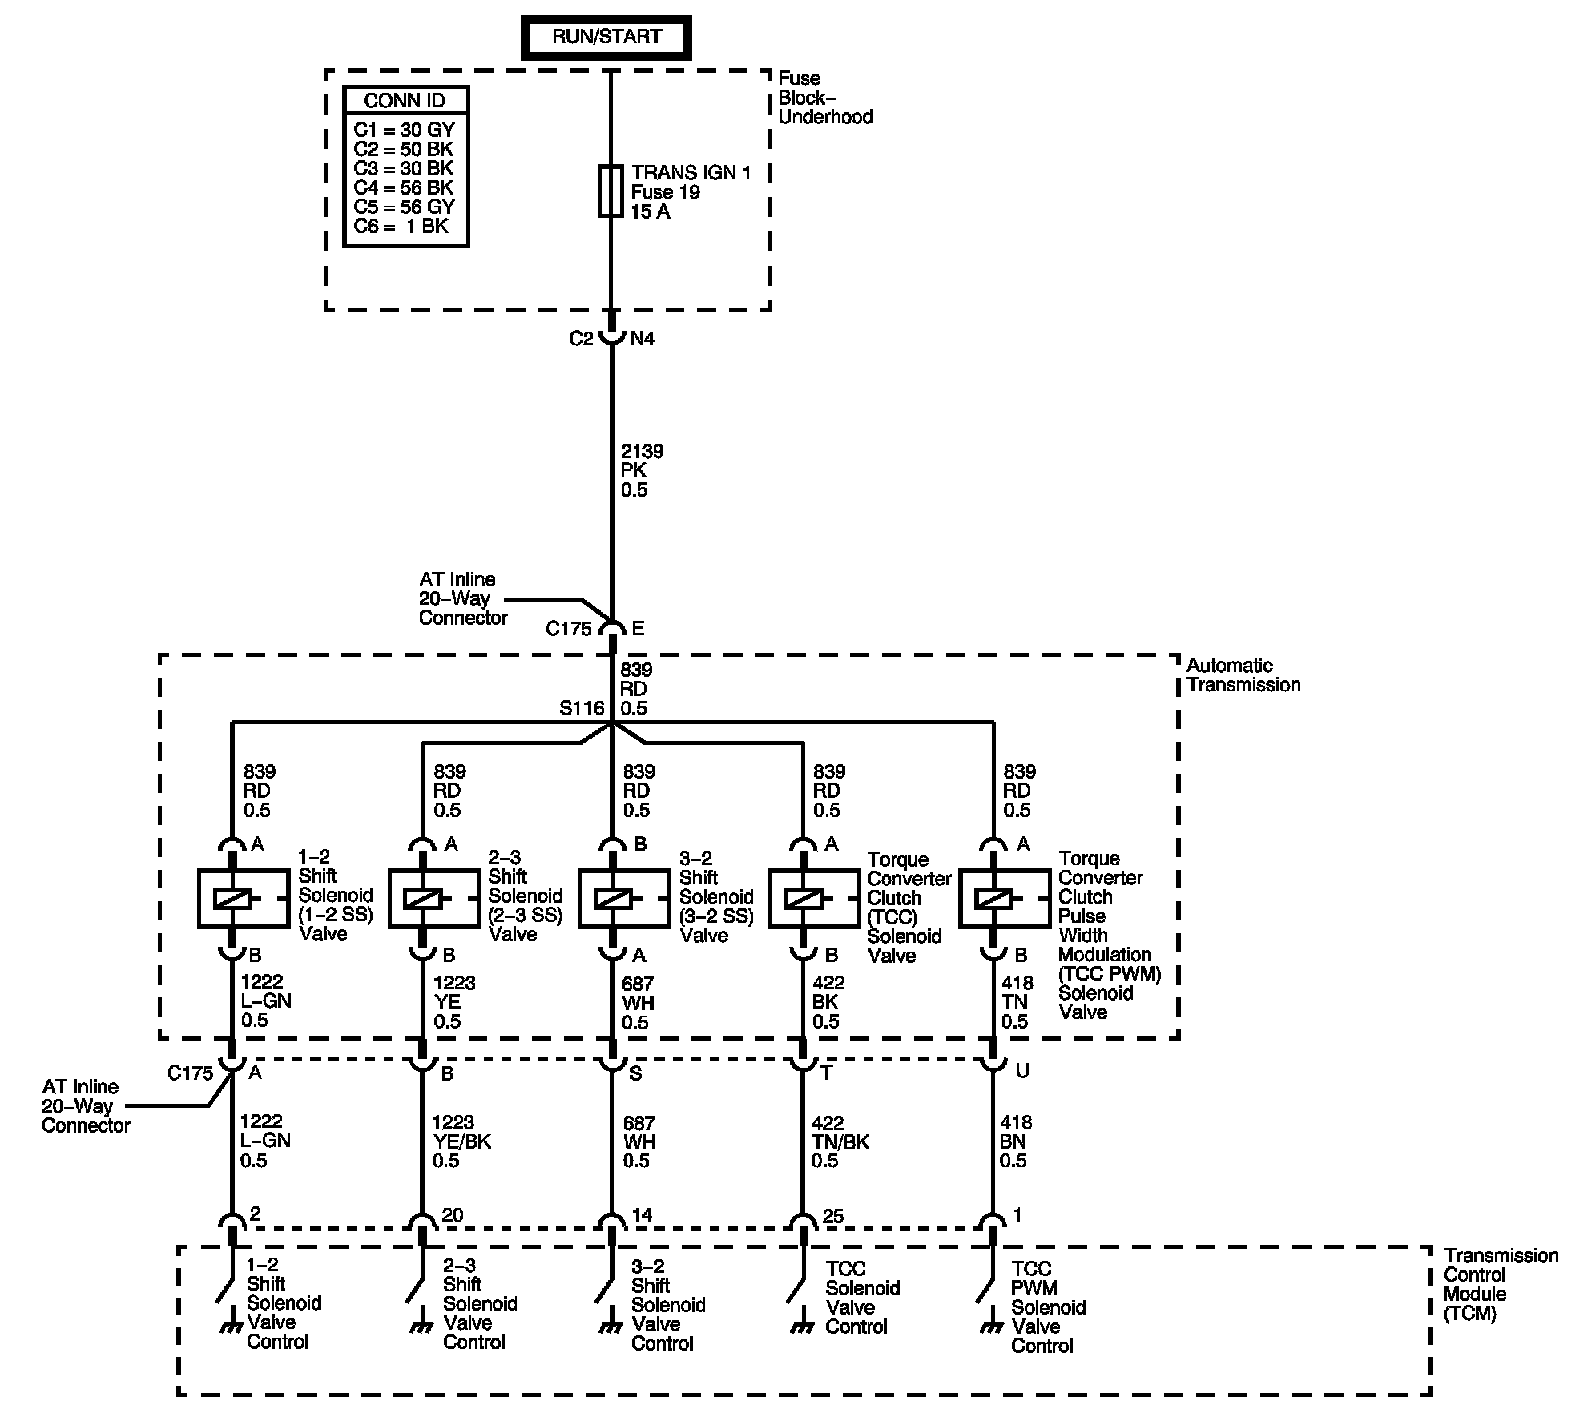 RUN/START
Fuse
Block-
Underhood
CONN ID
C1 = 30 GY
C2 = 50 BK
C3 = 30 BK
C4 = 56 BK
C5 = 56 GY
C6 = 1 BK
TRANS IGN 1
Fuse 19
15 A
C2 N4
2139
PK
0.5
AT Inline
20-Way
Connector
C175 E
Automatic
Transmission
839
RD
S116 0.5
839
RD
0.5
839
RD
0.5
839
RD
0.5
839
RD
0.5
839
RD
0.5
A
A
B
A
A
1-2
Shift
Solenoid
(1-2 SS)
Valve
2-3
Shift
Solenoid
(2-3 SS)
Valve
3-2
Shift
Solenoid
(3-2 SS)
Valve
Torque
Converter
Clutch
(TCC)
Solenoid
Valve
Torque
Converter
Clutch
Pulse
Width
Modulation
(TCC PWM)
Solenoid
Valve
B
B
A
B
B
1222
L-GN
0.5
1223
YE
0.5
687
WH
0.5
422
BK
0.5
418
TN
0.5
C175 A
B
S
T
U
AT Inline
20-Way
Connector
1222
L-GN
0.5
1223
YE/BK
0.5
687
WH
0.5
422
TN/BK
0.5
418
BN
0.5
2
20
14
25
1
1-2
Shift
Solenoid
Valve
Control
2-3
Shift
Solenoid
Valve
Control
3-2
Shift
Solenoid
Valve
Control
TCC
Solenoid
Valve
Control
TCC
PWM
Solenoid
Valve
Control
Transmission
Control
Module
(TCM)